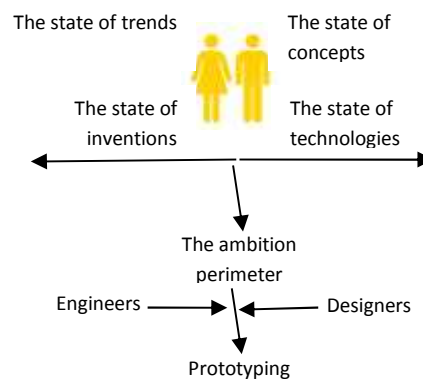 The state of trends
The state of
concepts
The state of
inventions
The state of
technologies
The ambition
perimeter
Engineers
Designers
Prototyping